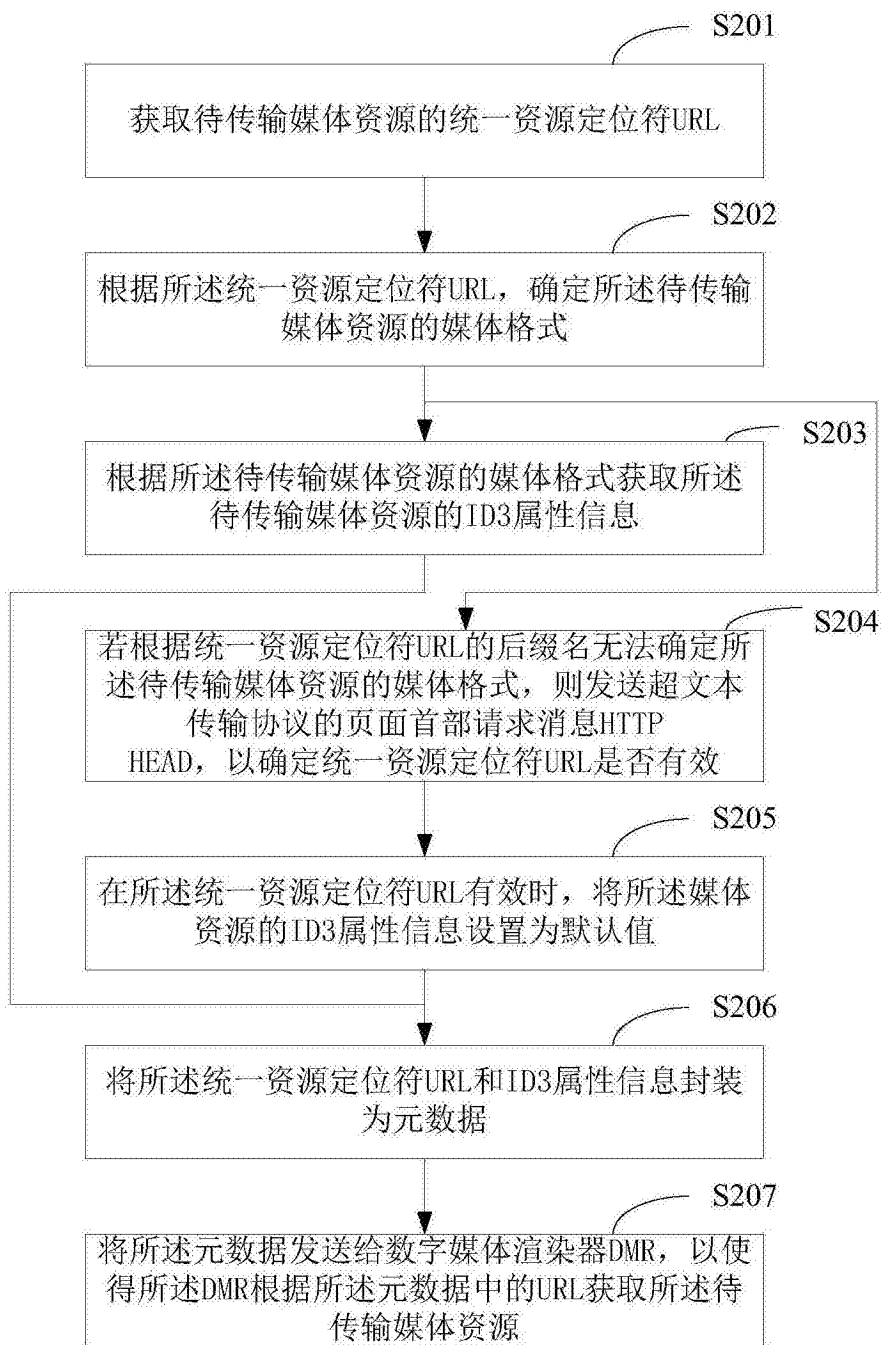 S201
获取待传输媒体资源的统一资源定位符URL
S202
根据所述统一资源定位符URL，确定所述待传输
媒体资源的媒体格式
S203
根据所述待传输媒体资源的媒体格式获取所述
待传输媒体资源的ID3属性信息
S204
若根据统一资源定位符URL的后缀名无法确定所
述待传输媒体资源的媒体格式，则发送超文本
传输协议的页面首部请求消息HTTP
HEAD，以确定统一资源定位符URL是否有效
S205
在所述统一资源定位符URL有效时，将所述媒体
资源的ID3属性信息设置为默认值
S206
将所述统一资源定位符URL和ID3属性信息封装
为元数据
S207
将所述元数据发送给数字媒体渲染器DMR，以使
得所述DMR根据所述元数据中的URL获取所述待
传输媒体资源